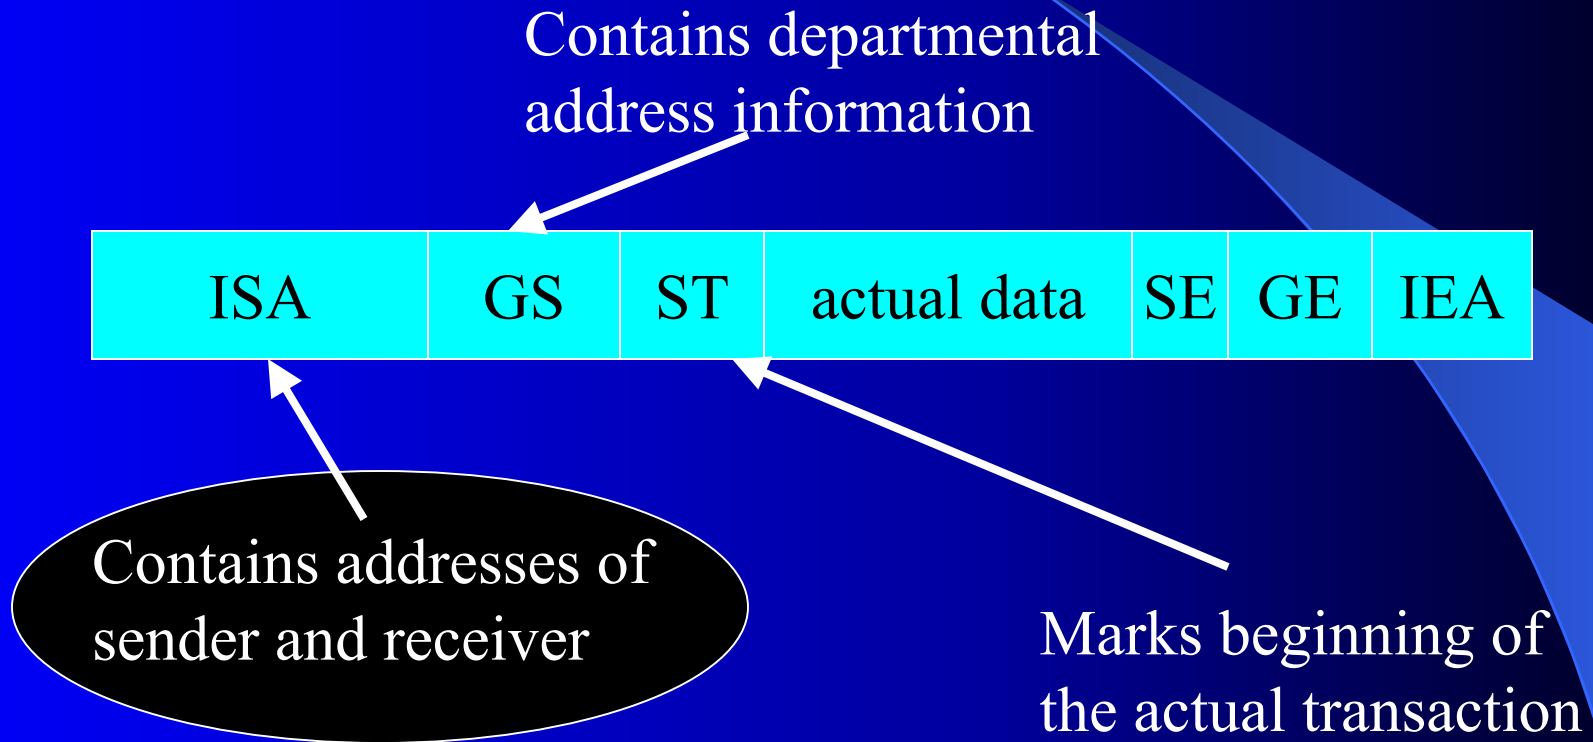 Contains departmental
address information
ISA GS ST actual data SE GE IEA
Contains addresses of
sender and receiver
Marks beginning of
the actual transaction